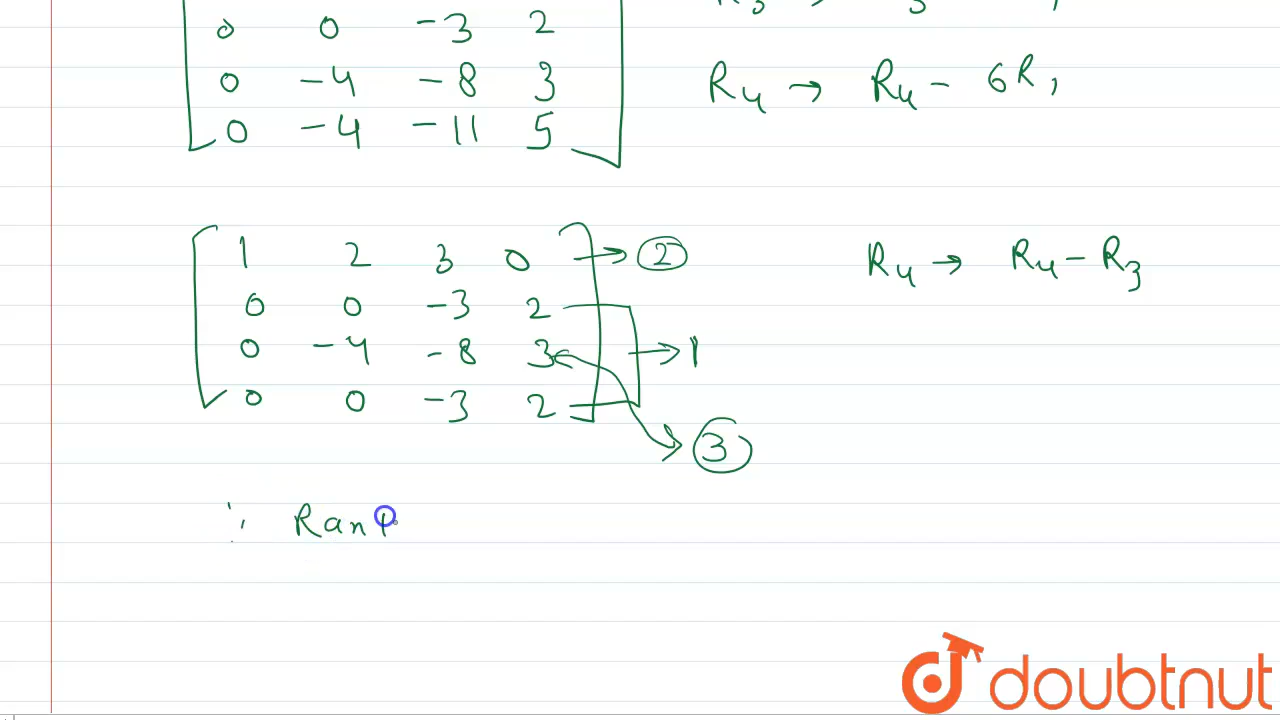 0 0 -3 2
0 -4 -8 3 R4 → R4 - 6R1
0 -4 -11 5
1 2 3 0 → 2 R4 → R4 - R3
0 0 -3 2
0 -4 -8 3 → 1
0 0 -3 2
3
∵ Ran
doubtnut